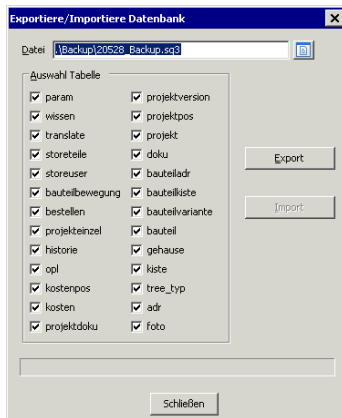 Exportiere/Importiere Datenbank
Datei .\Backup\20528_Backup.sq3
Auswahl Tabelle
param projektversion
wissen projektpos
translate projekt
storeteile doku
storeuser bauteiladr
bauteilbewegung bauteilkiste
bestellen bauteilvariante
projekteinzel bauteil
historie gehause
opl kiste
kostenpos tree_typ
kosten adr
projektdoku foto
Export
Import
Schließen